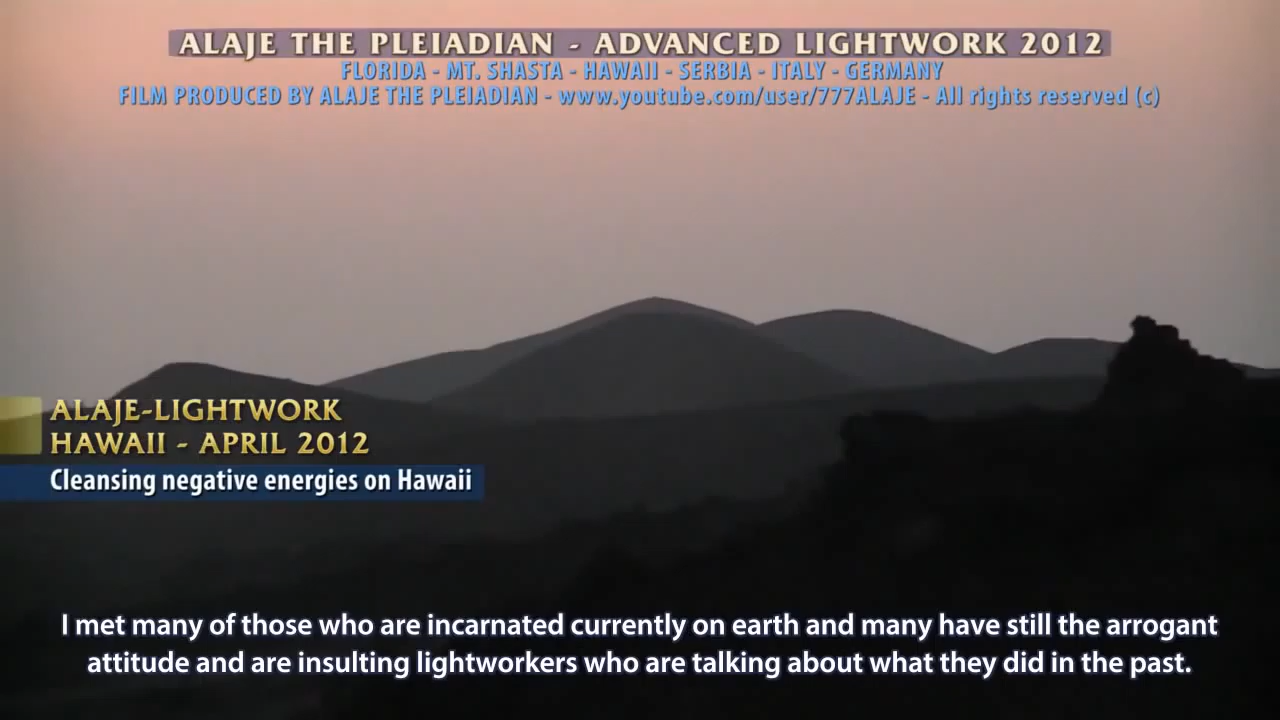 ALAJE THE PLEIADIAN - ADVANCED LIGHTWORK 2012
FLORIDA - MT. SHASTA - HAWAII - SERBIA - ITALY - GERMANY
FILM PRODUCED BY ALAJE THE PLEIADIAN - www.youtube.com/user/777ALAJE - All rights reserved (c)
ALAJE-LIGHTWORK
HAWAII - APRIL 2012
Cleansing negative energies on Hawaii
I met many of those who are incarnated currently on earth and many have still the arrogant
attitude and are insulting lightworkers who are talking about what they did in the past.